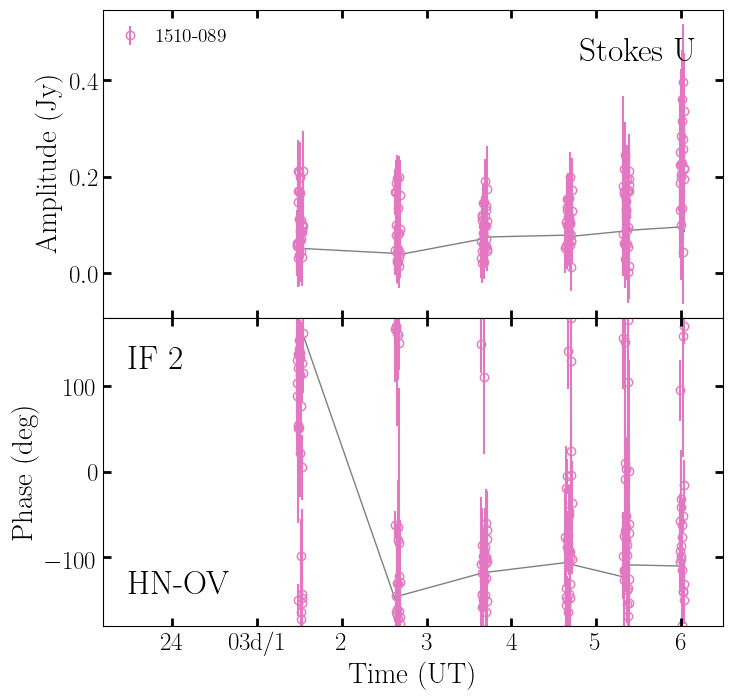 1510-089
Stokes U
Amplitude (Jy)
0.4
0.2
0.0
IF 2
HN-OV
Phase (deg)
100
0
−100
24 03d/1 2 3 4 5 6
Time (UT)